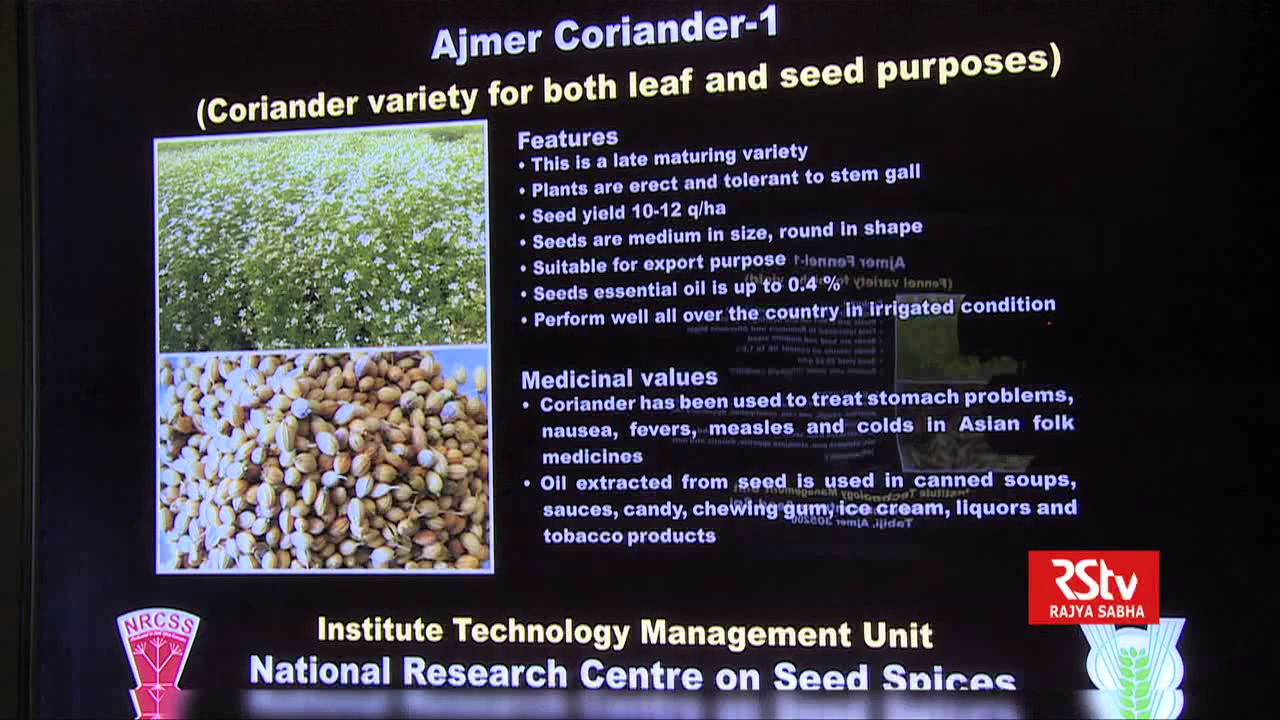 Ajmer Coriander-1
(Coriander variety for both leaf and seed purposes)
Features
• This is a late maturing variety
• Plants are erect and tolerant to stem gall
• Seed yield 10-12 q/ha
• Seeds are medium in size, round in shape
• Suitable for export purpose
• Seeds essential oil is up to 0.4 %
• Perform well all over the country in irrigated condition
Medicinal values
• Coriander has been used to treat stomach problems,
nausea, fevers, measles and colds in Asian folk
medicines
• Oil extracted from seed is used in canned soups,
sauces, candy, chewing gum, ice cream, liquors and
tobacco products
Ajmer Fennel-1
RStv
RAJYA SABHA
NRCSS
Institute Technology Management Unit
National Research Centre on Seed Spices